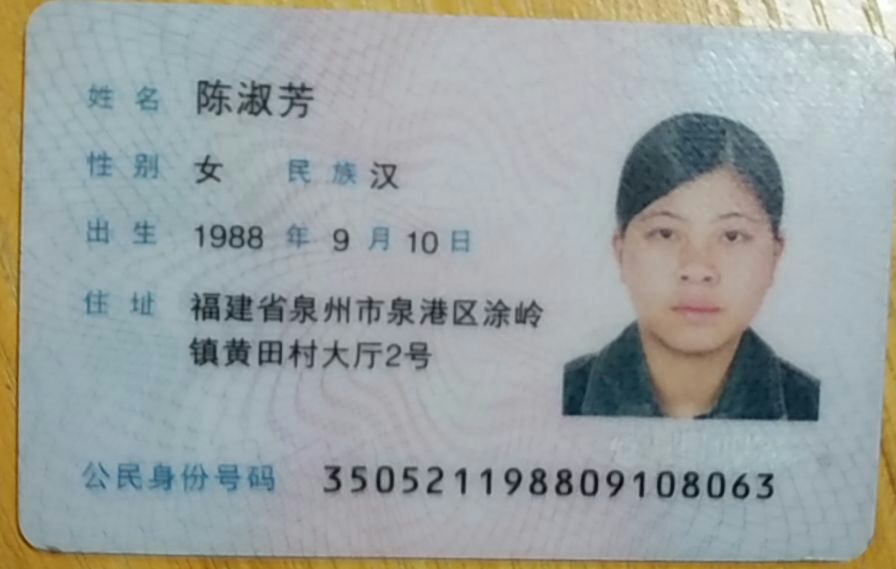 姓名 陈淑芳
性别 女 民族 汉
出生 1988 年 9 月 10 日
住址 福建省泉州市泉港区涂岭
镇黄田村大厅2号
公民身份号码 350521198809108063